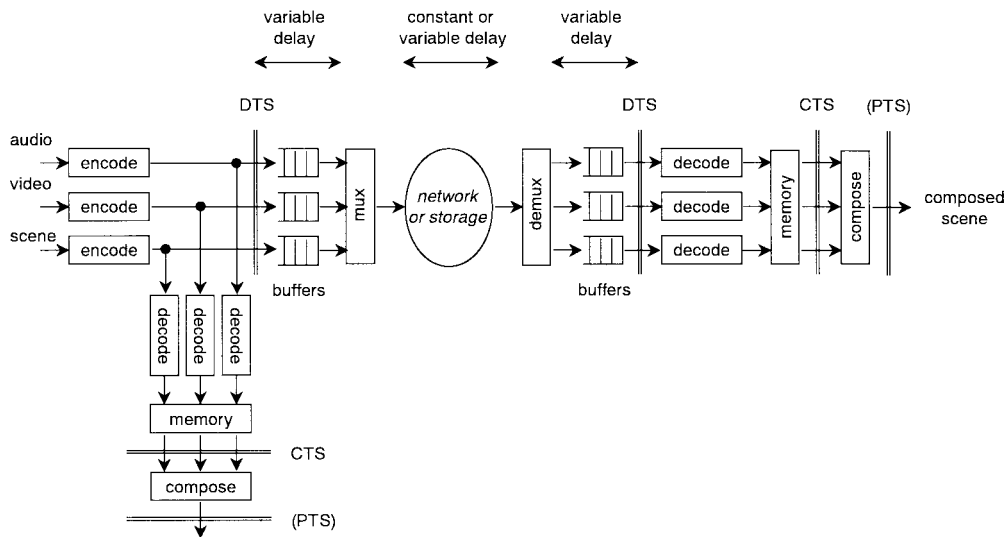 variable
delay
constant or
variable delay
variable
delay
DTS
DTS
CTS
(PTS)
audio
encode
decode
video
encode
mux
network
or storage
demux
decode
memory
compose
composed
scene
scene
encode
decode
buffers
buffers
decode
decode
decode
memory
CTS
compose
(PTS)